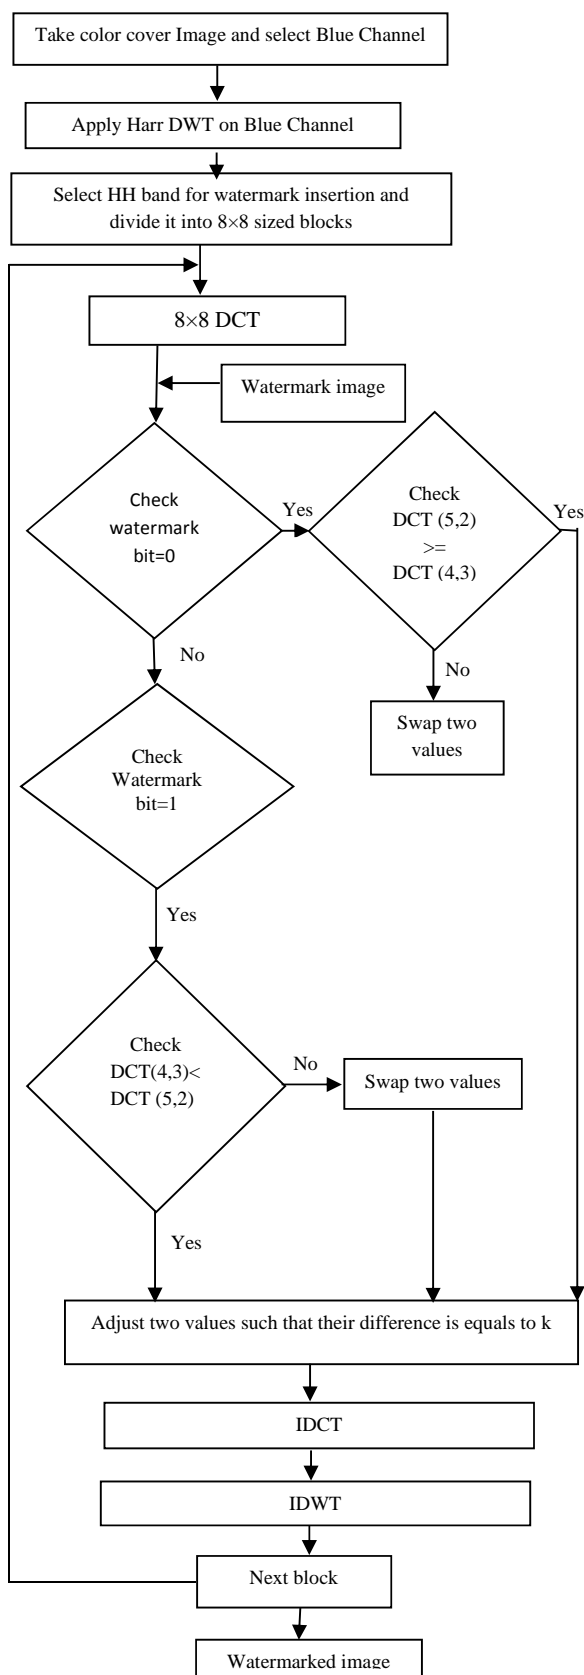 Take color cover Image and select Blue Channel
Apply Harr DWT on Blue Channel
Select HH band for watermark insertion and
divide it into 8×8 sized blocks
8×8 DCT
Watermark image
Check
watermark
bit=0
Yes
Check
DCT (5,2)
>=
DCT (4,3)
Yes
No
No
Swap two
values
Check
Watermark
bit=1
Yes
Check
DCT(4,3)<
DCT (5,2)
No
Swap two values
Yes
Adjust two values such that their difference is equals to k
IDCT
IDWT
Next block
Watermarked image